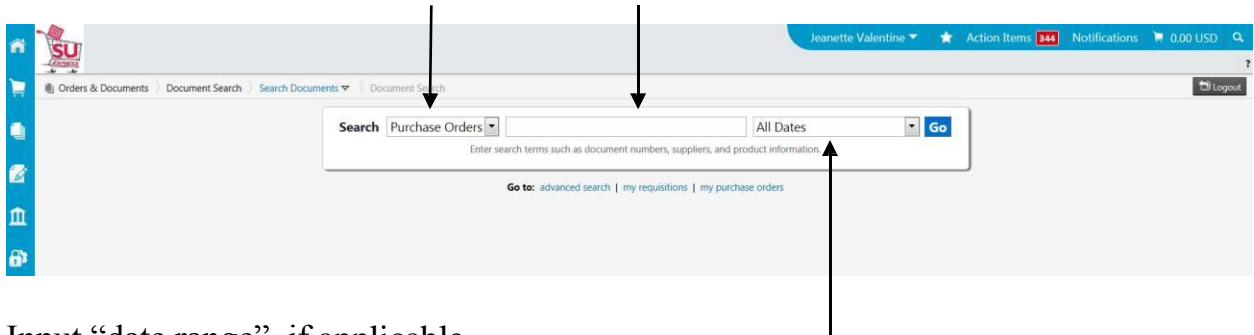 SU
EXPRESS
Jeanette Valentine Action Items 344 Notifications 0.00 USD
?
Orders & Documents Document Search Search Documents Document Search Logout
Search Purchase Orders All Dates Go
Enter search terms such as document numbers, suppliers, and product information.
Go to: advanced search | my requisitions | my purchase orders
Input “date range”, if applicable